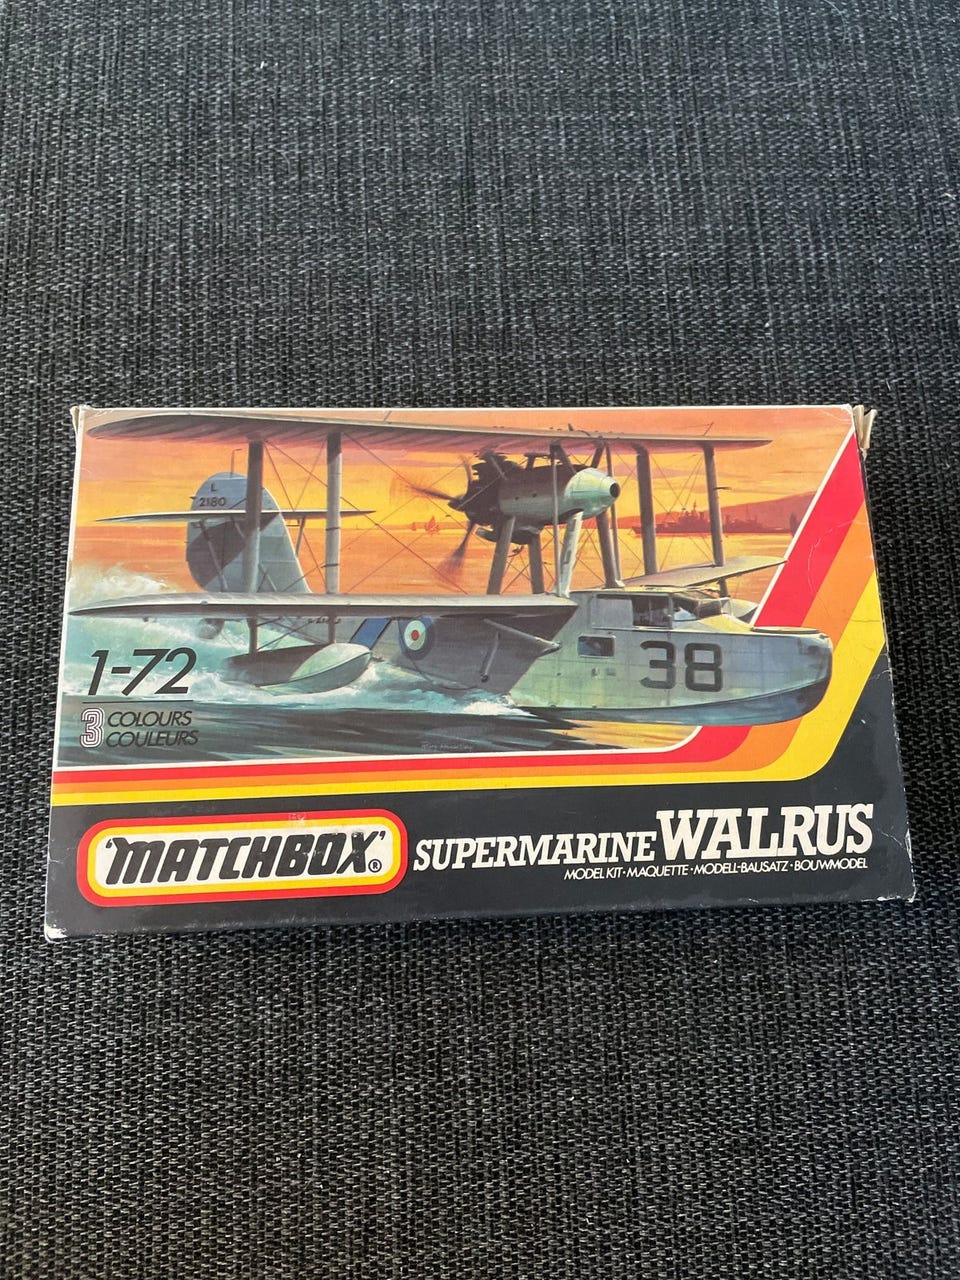 L
2180
38
1-72
3 COLOURS
COULEURS
'MATCHBOX'®
SUPERMARINE WALRUS
MODEL KIT·MAQUETTE·MODELL-BAUSATZ·BOUWMODEL